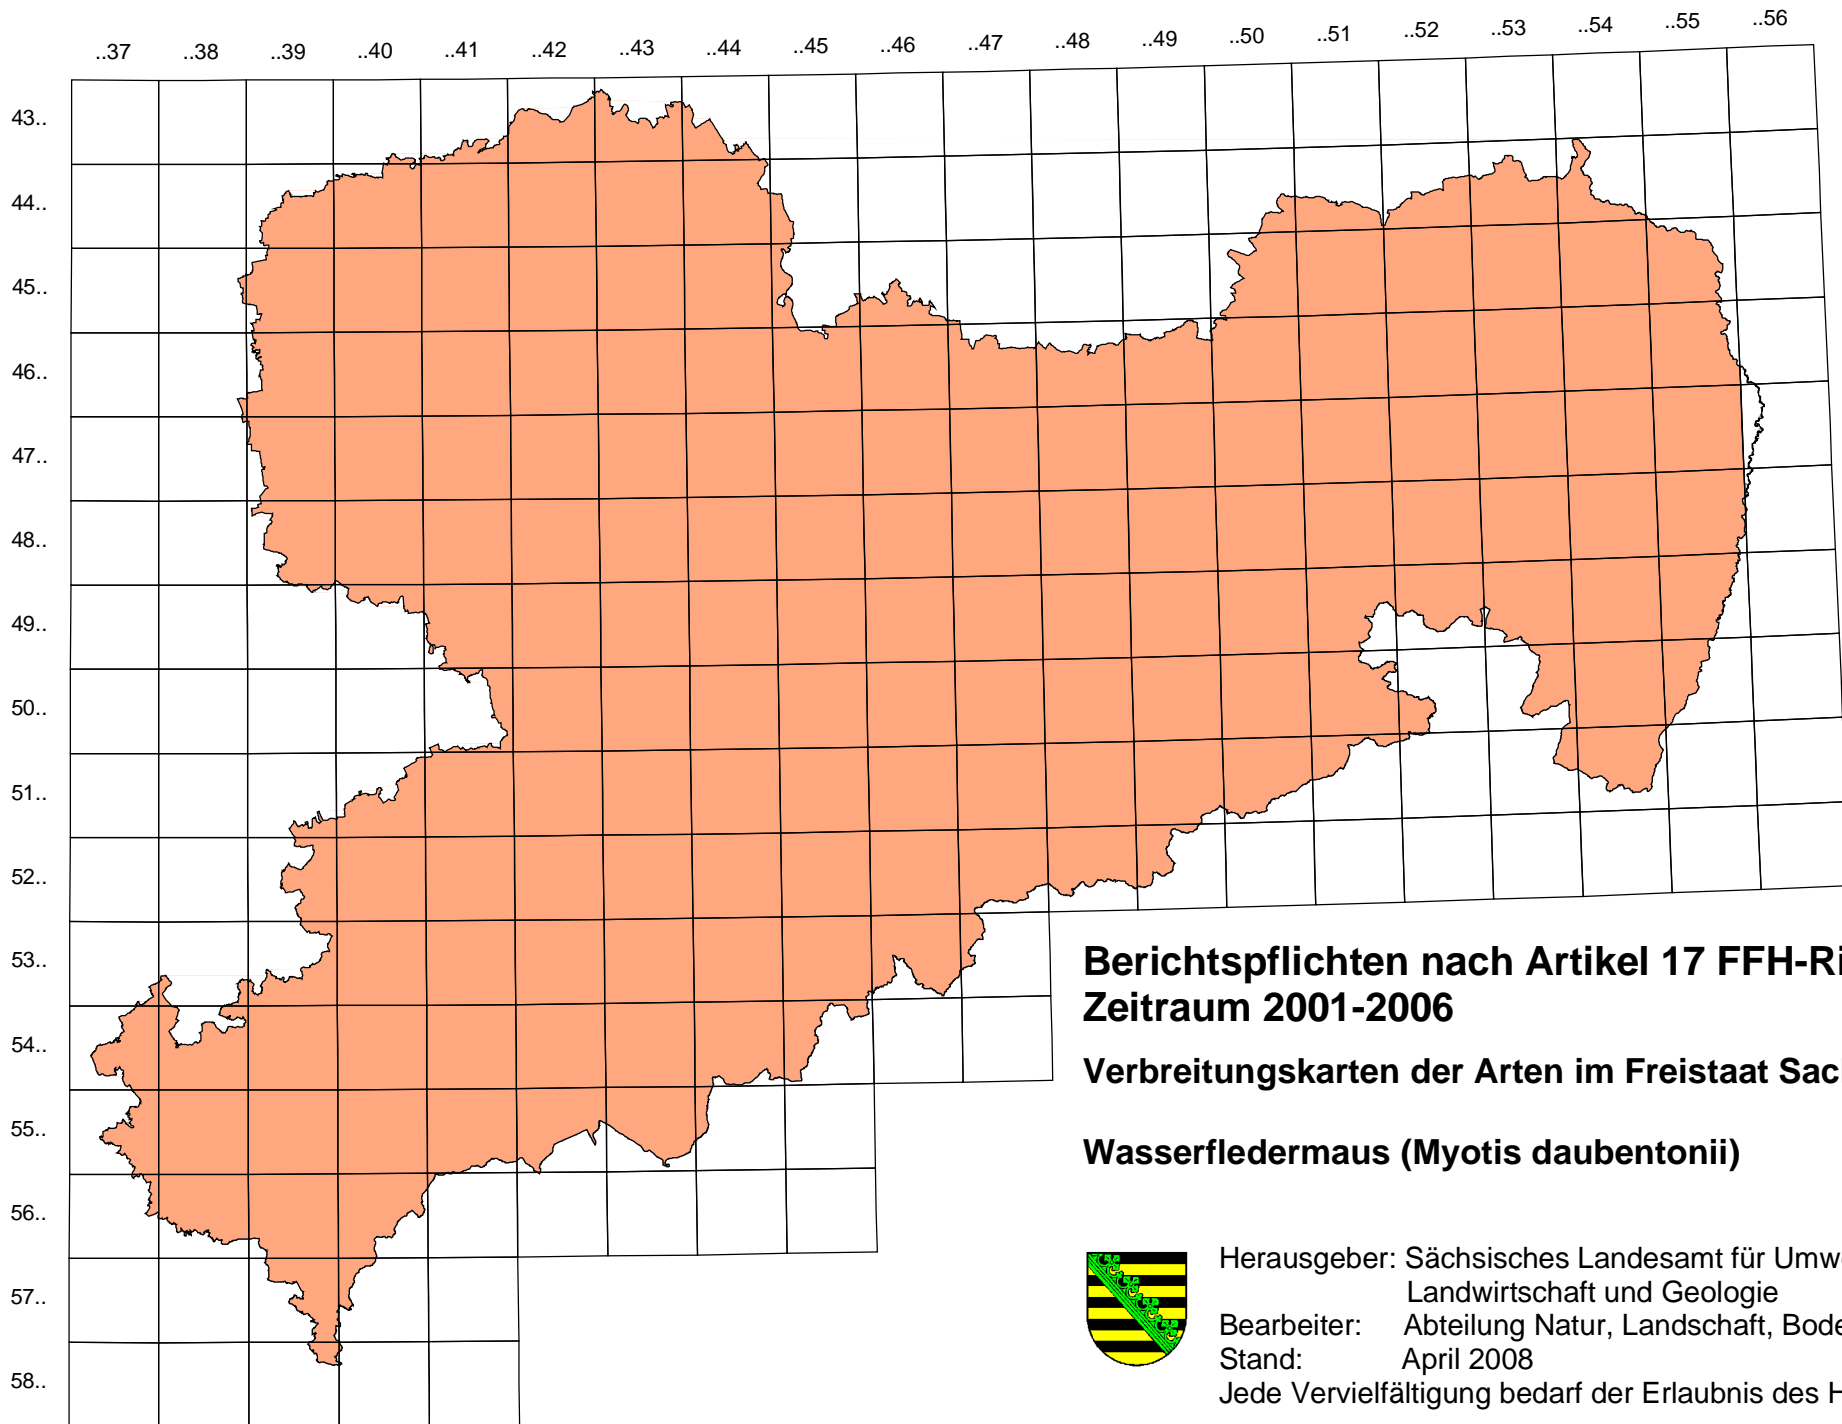 ..37 ..38 ..39 ..40 ..41 ..42 ..43 ..44 ..45 ..46 ..47 ..48 ..49 ..50 ..51 ..52 ..53 ..54 ..55 ..56
43..
44..
45..
46..
47..
48..
49..
50..
51..
52..
53..
54..
55..
56..
57..
58..
Berichtspflichten nach Artikel 17 FFH-Ri
Zeitraum 2001-2006
Verbreitungskarten der Arten im Freistaat Sac
Wasserfledermaus (Myotis daubentonii)
Herausgeber: Sächsisches Landesamt für Umw
Landwirtschaft und Geologie
Bearbeiter: Abteilung Natur, Landschaft, Bode
Stand: April 2008
Jede Vervielfältigung bedarf der Erlaubnis des H